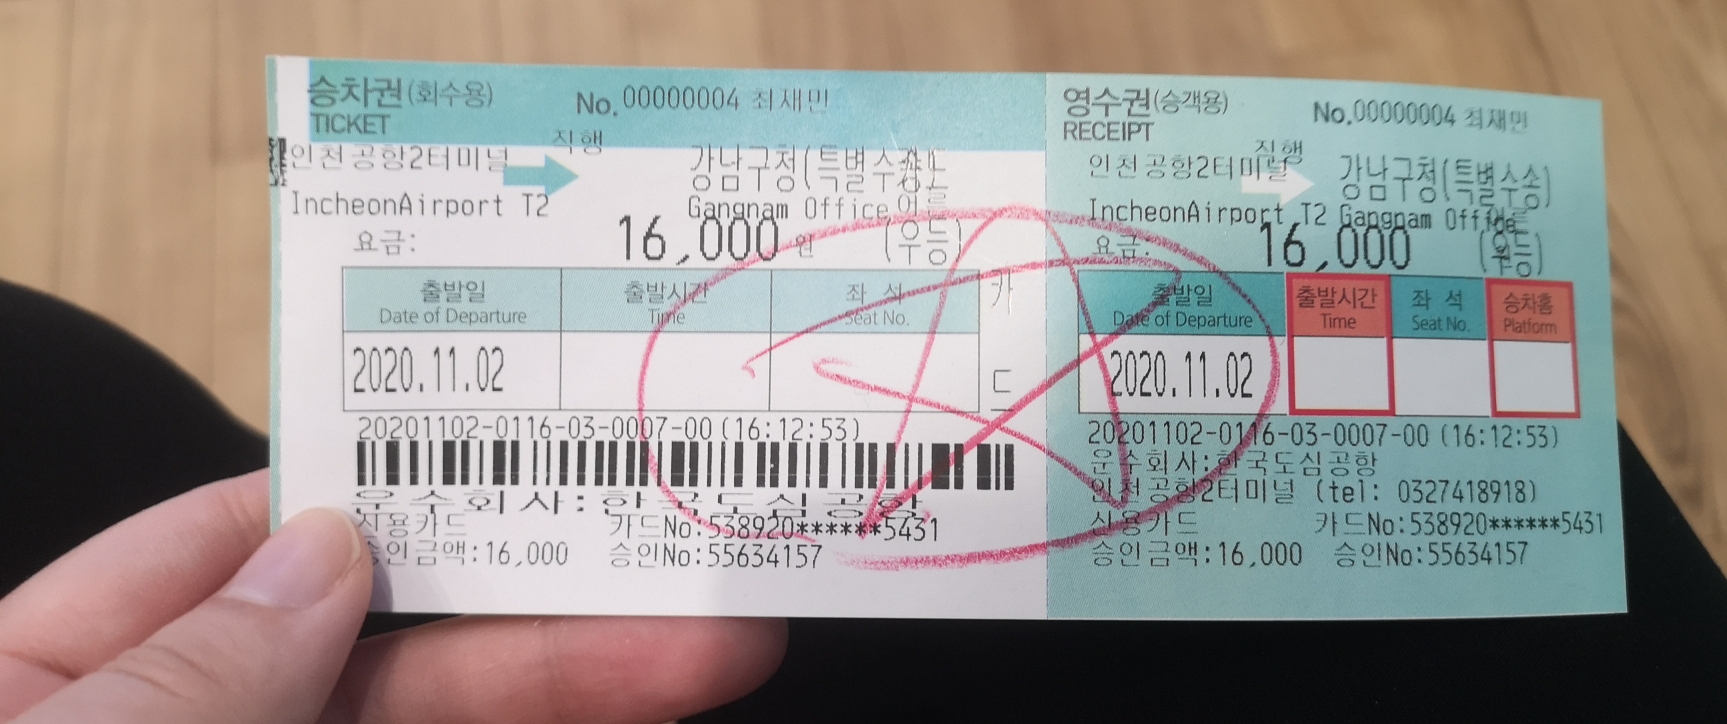 승차권(회수용) No.00000004 최재민
TICKET
직행
인천공항2터미널 강남구청(특별수송)
IncheonAirport T2 Gangnam Office
요금: 16,000원 (우등)
출발일 출발시간 좌 석 카드
Date of Departure Time Seat No.
2020.11.02
20201102-0116-03-0007-00(16:12:53)
운수회사:한국도심공항
신용카드 카드No:538920******5431
승인금액:16,000 승인No:55634157
영수권(승객용) No.00000004 최재민
RECEIPT
직행
인천공항2터미널 강남구청(특별수송)
IncheonAirport T2 Gangnam Office
요금: 16,000 (우등)
출발일 출발시간 좌 석 승차홈
Date of Departure Time Seat No. Platform
2020.11.02
20201102-0116-03-0007-00(16:12:53)
운수회사:한국도심공항
인천공항2터미널 (tel: 0327418918)
신용카드 카드No:538920******5431
승인금액:16,000 승인No:55634157